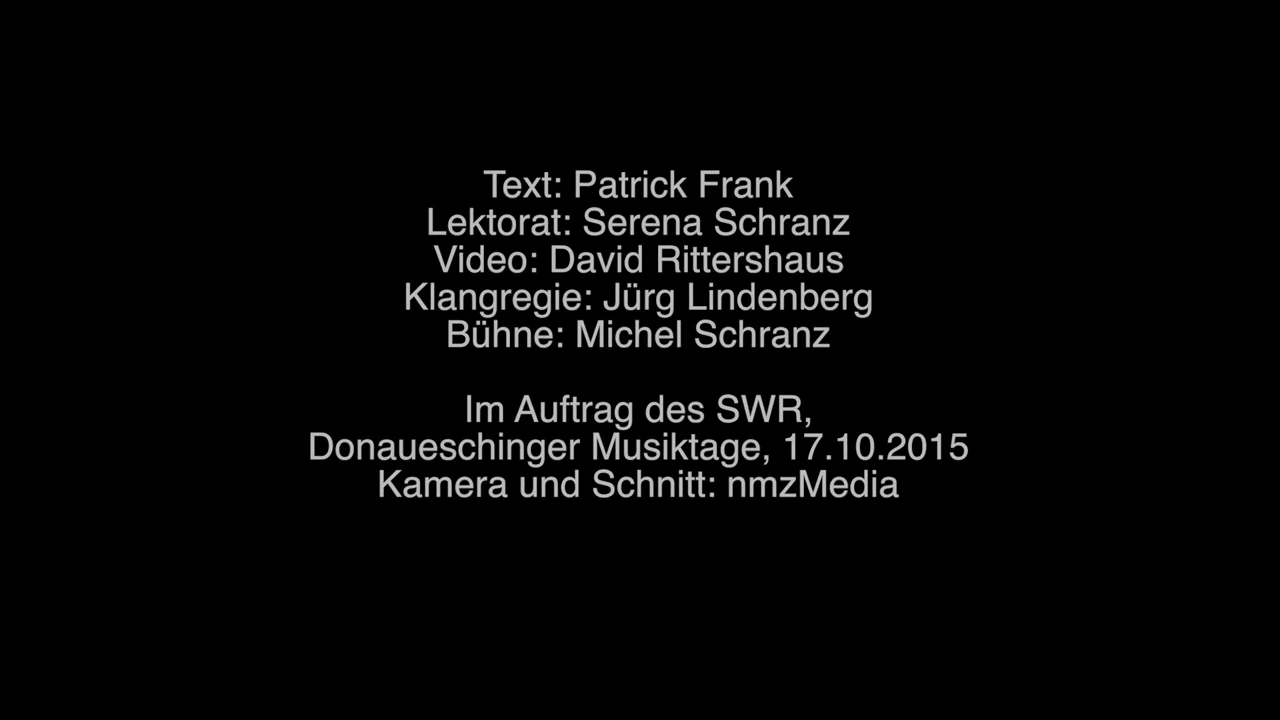 Text: Patrick Frank
Lektorat: Serena Schranz
Video: David Rittershaus
Klangregie: Jürg Lindenberg
Bühne: Michel Schranz
Im Auftrag des SWR,
Donaueschinger Musiktage, 17.10.2015
Kamera und Schnitt: nmzMedia